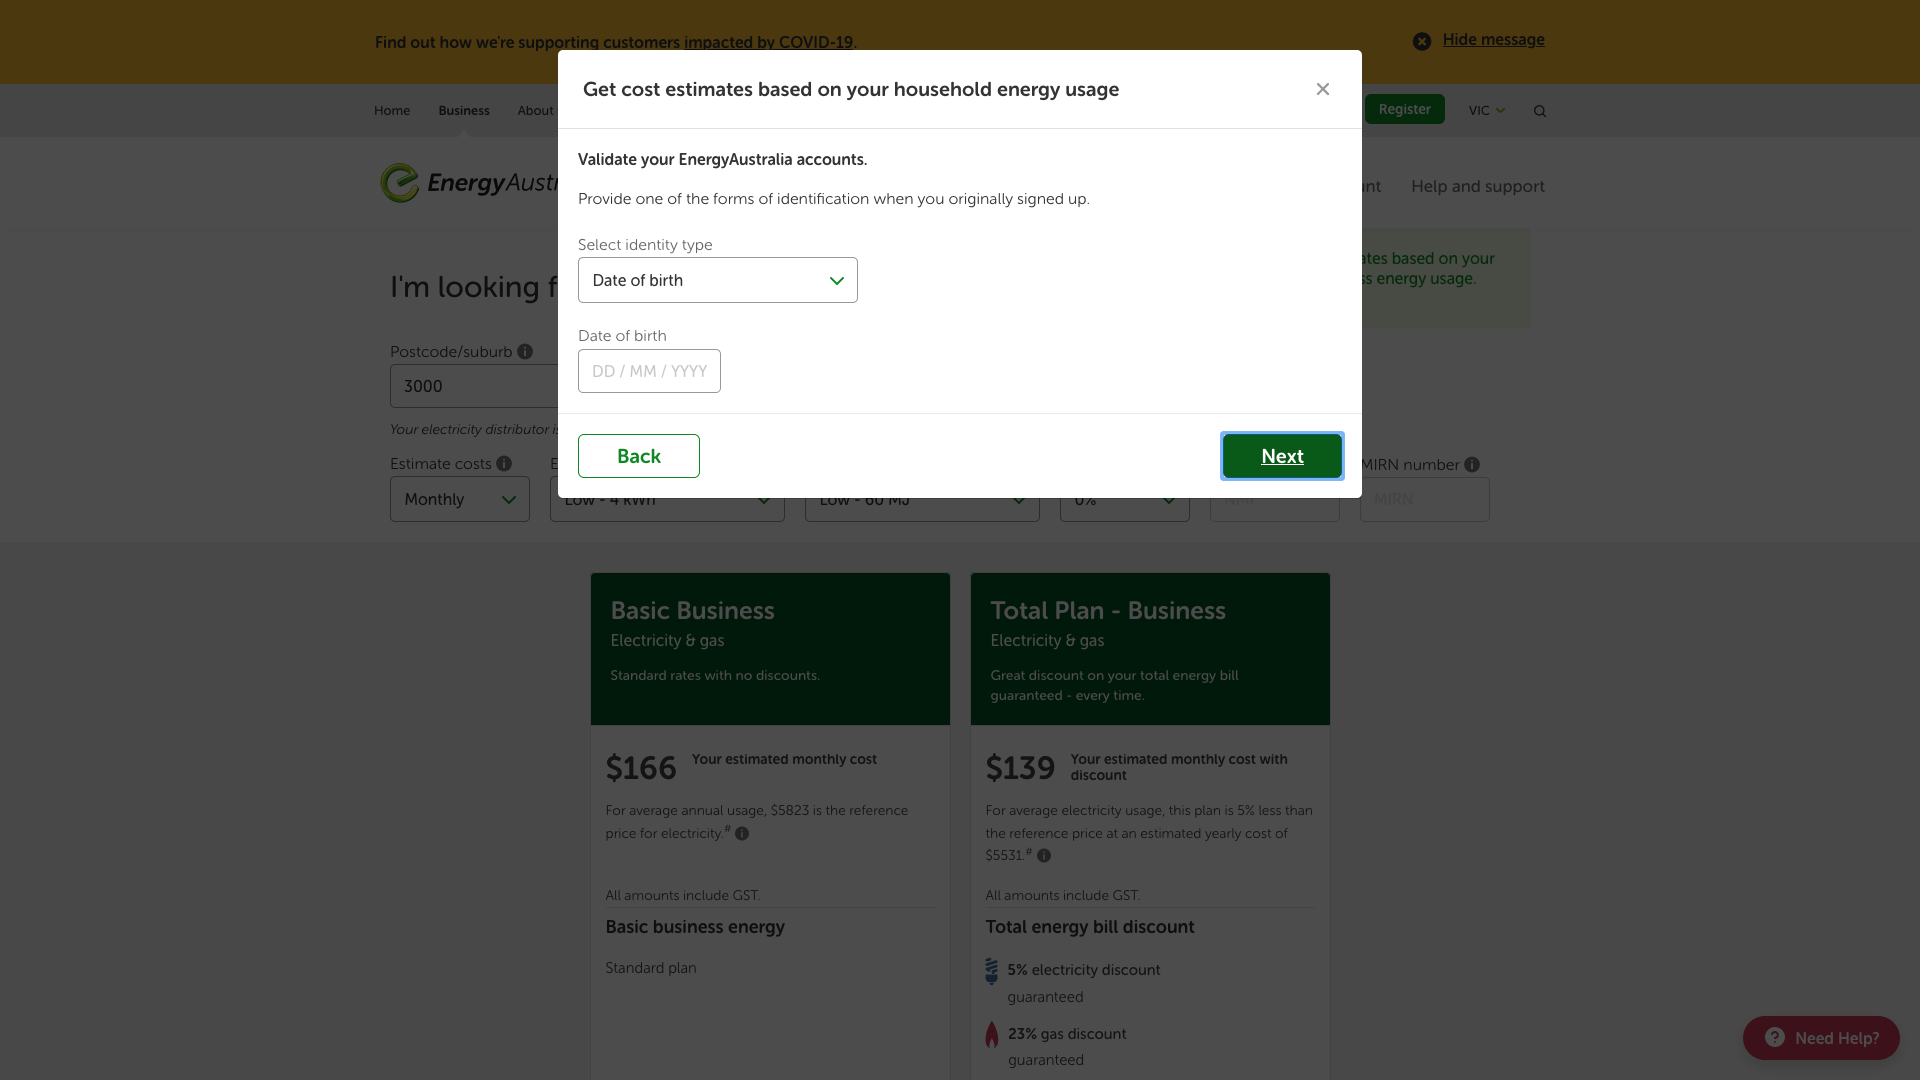 Find out how we're supporting customers impacted by COVID-19.
Hide message
Home
Business
About
Register
VIC
EnergyAustr
Help and support
Get cost estimates based on your household energy usage
Validate your EnergyAustralia accounts.
Provide one of the forms of identification when you originally signed up.
Select identity type
Date of birth
Date of birth
DD / MM / YYYY
Back
Next
I'm looking f
ates based on your
ss energy usage.
Postcode/suburb
3000
Your electricity distributor is
Estimate costs
MIRN number
Monthly
Low - 4 kWh
Low - 60 MJ
0%
NMI
MIRN
Basic Business
Electricity & gas
Standard rates with no discounts.
$166 Your estimated monthly cost
For average annual usage, $5823 is the reference
price for electricity.#
All amounts include GST.
Basic business energy
Standard plan
Total Plan - Business
Electricity & gas
Great discount on your total energy bill
guaranteed - every time.
$139 Your estimated monthly cost with
discount
For average electricity usage, this plan is 5% less than
the reference price at an estimated yearly cost of
$5531.#
All amounts include GST.
Total energy bill discount
5% electricity discount
guaranteed
23% gas discount
guaranteed
Need Help?